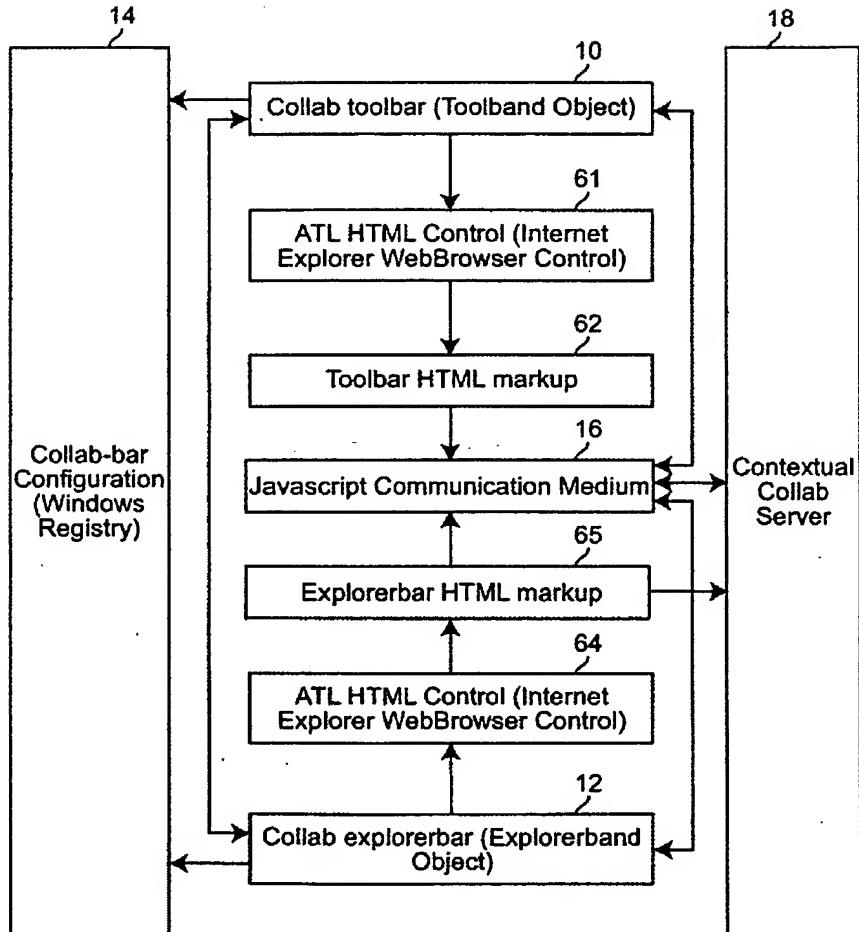 14
18
10
Collab toolbar (Toolband Object)
61
ATL HTML Control (Internet
Explorer WebBrowser Control)
62
Toolbar HTML markup
16
Javascript Communication Medium
Collab-bar
Configuration
(Windows
Registry)
Contextual
Collab
Server
65
Explorerbar HTML markup
64
ATL HTML Control (Internet
Explorer WebBrowser Control)
12
Collab explorerbar (Explorerband
Object)